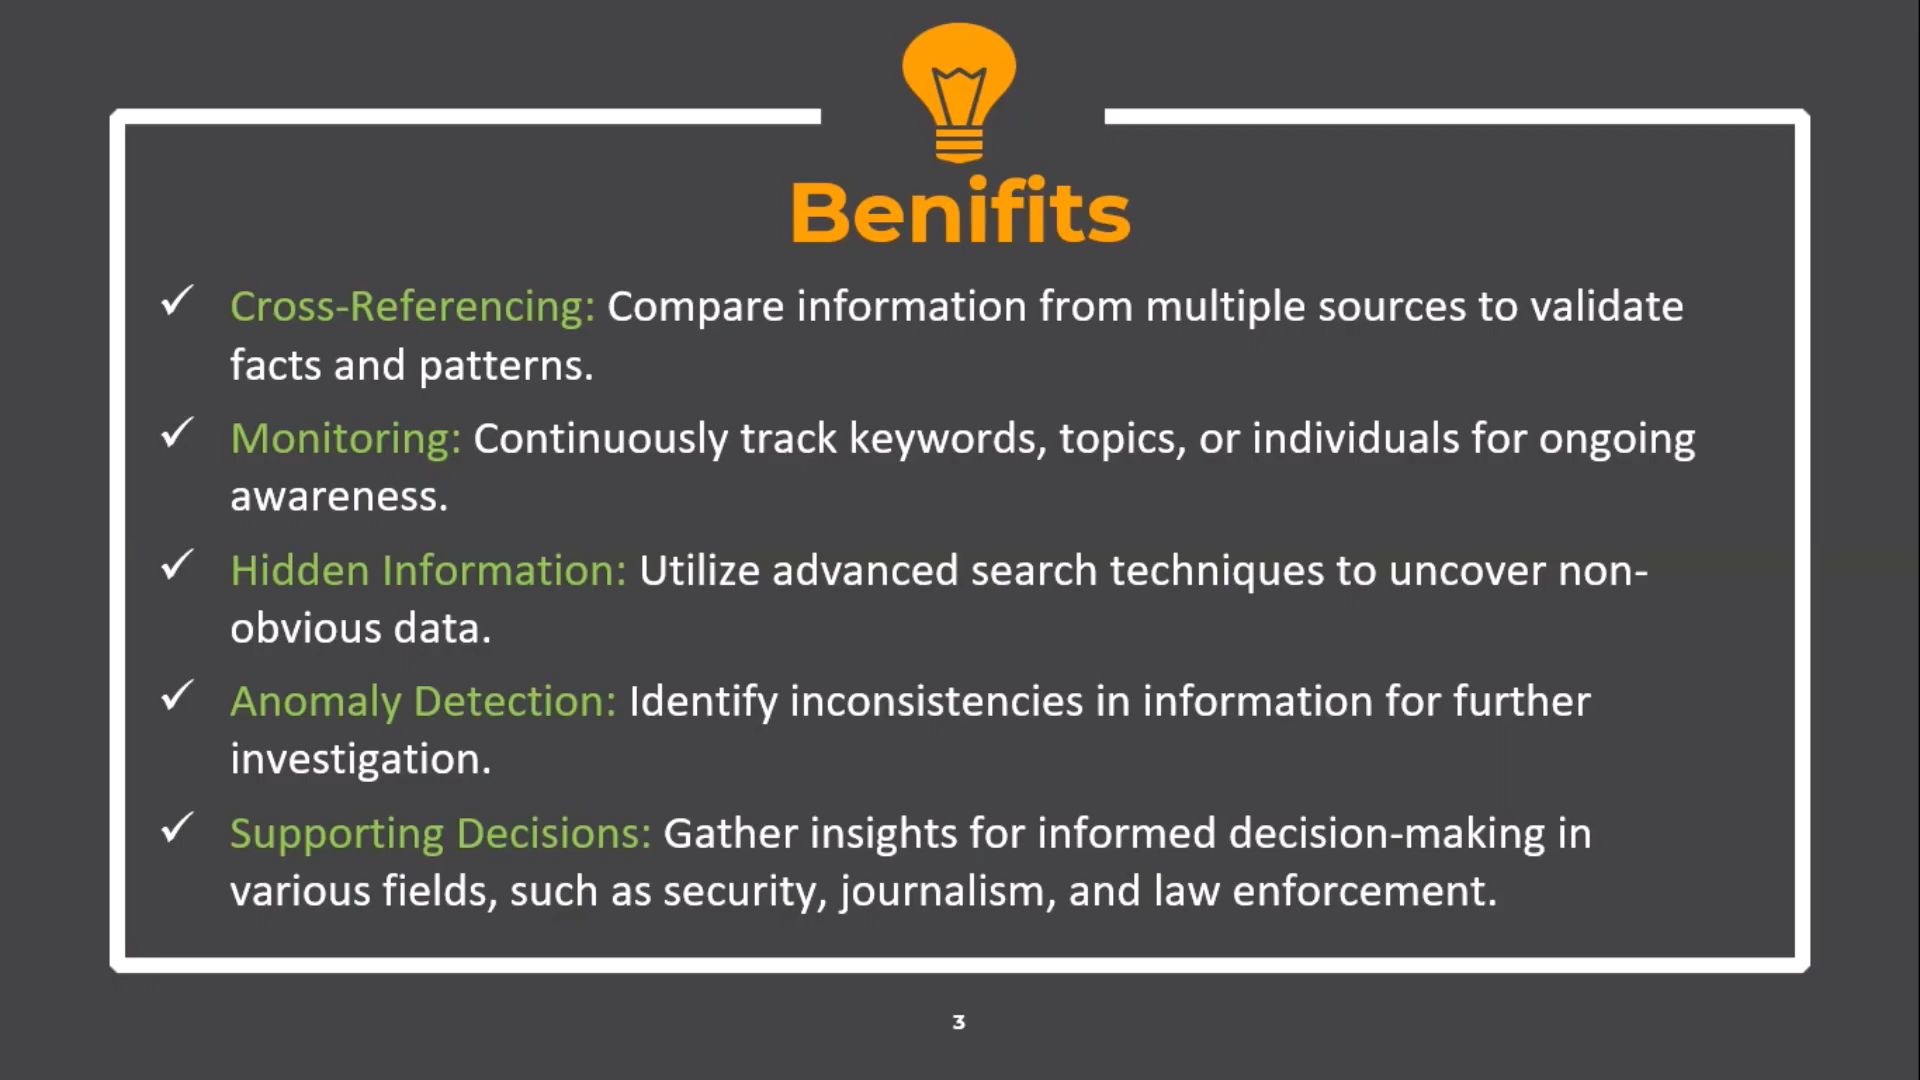 Benifits
✓ Cross-Referencing: Compare information from multiple sources to validate
facts and patterns.
✓ Monitoring: Continuously track keywords, topics, or individuals for ongoing
awareness.
✓ Hidden Information: Utilize advanced search techniques to uncover non-
obvious data.
✓ Anomaly Detection: Identify inconsistencies in information for further
investigation.
✓ Supporting Decisions: Gather insights for informed decision-making in
various fields, such as security, journalism, and law enforcement.
3